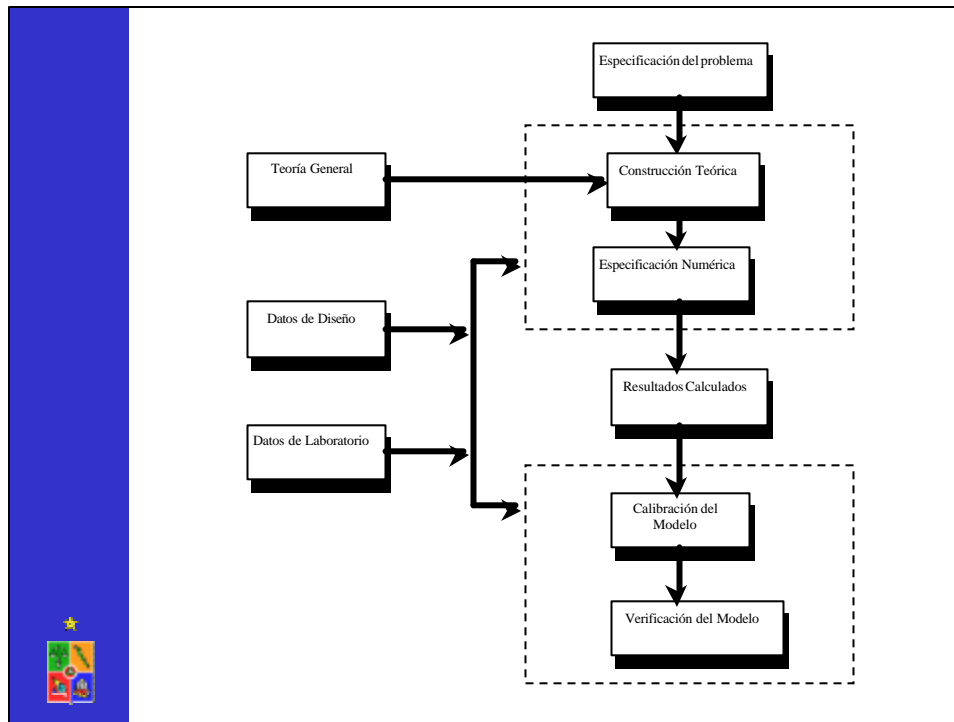 Especificación del problema
Teoría General
Construcción Teórica
Especificación Numérica
Datos de Diseño
Resultados Calculados
Datos de Laboratorio
Calibración del
Modelo
Verificación del Modelo